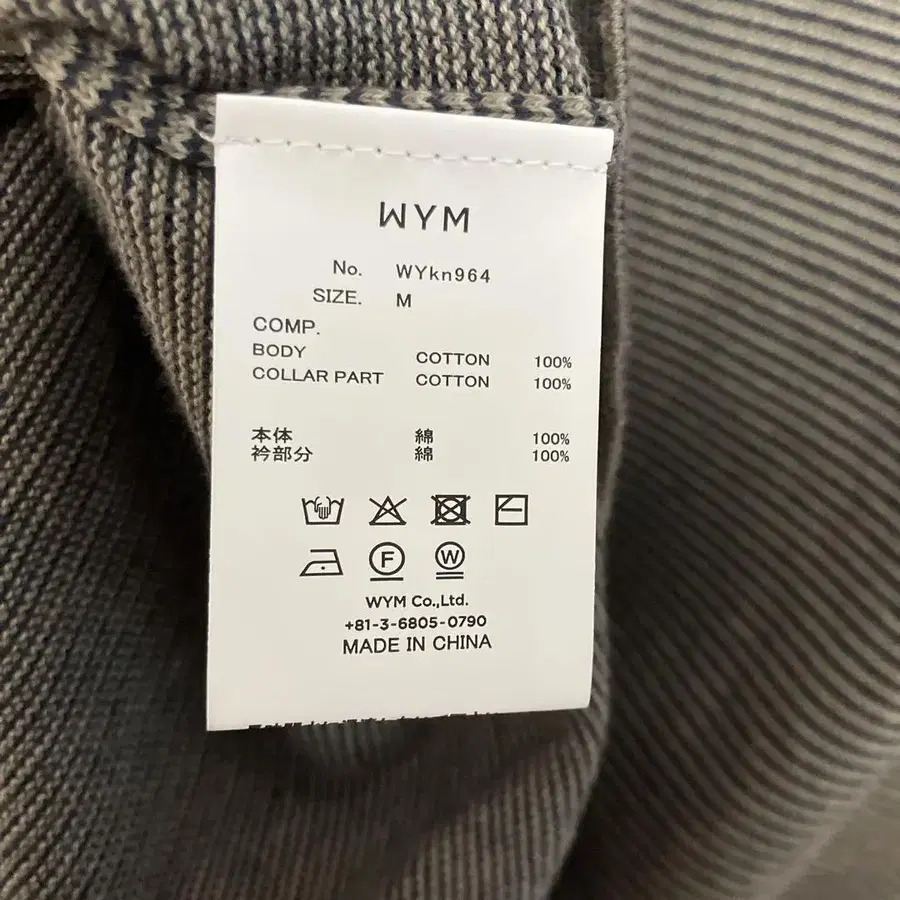 WYM
No. WYkn964
SIZE. M
COMP.
BODY COTTON 100%
COLLAR PART COTTON 100%
本体 綿 100%
衿部分 綿 100%
F W
WYM Co.,Ltd.
+81-3-6805-0790
MADE IN CHINA